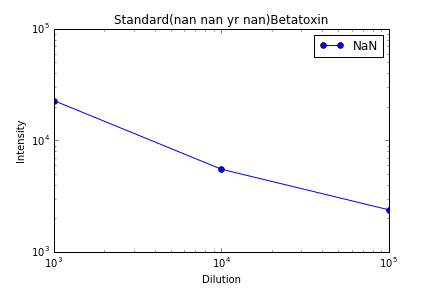 Standard(nan nan yr nan)Betatoxin
NaN
10^5
10^4
10^3
Intensity
10^3 10^4 10^5
Dilution